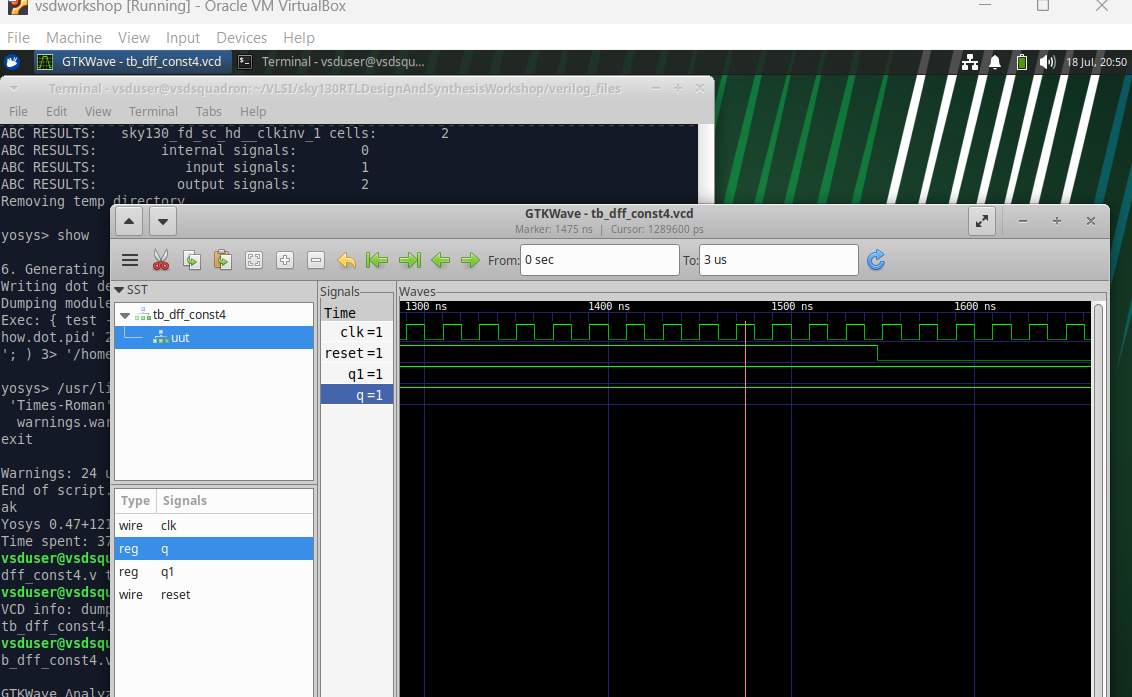 vsdworkshop [Running] - Oracle VM VirtualBox
File Machine View Input Devices Help
GTKWave - tb_dff_const4.vcd
Terminal - vsduser@vsdsqu...
18 Jul, 20:50
Terminal - vsduser@vsdsquadron: ~/VLSI/sky130RTLDesignAndSynthesisWorkshop/verilog_files
File Edit View Terminal Tabs Help
ABC RESULTS:   sky130_fd_sc_hd__clkinv_1 cells:        2
ABC RESULTS:        internal signals:        0
ABC RESULTS:           input signals:        1
ABC RESULTS:          output signals:        2
Removing temp directory
yosys> show
6. Generating
Writing dot de
Dumping module
Exec: { test -
how.dot.pid' 2
'; ) 3> '/home
yosys> /usr/li
'Times-Roman'
warnings.war
exit
Warnings: 24 u
End of script.
ak
Yosys 0.47+121
Time spent: 37
vsduser@vsdsqu
dff_const4.v t
vsduser@vsdsqu
VCD info: dump
tb_dff_const4.
vsduser@vsdsqu
b_dff_const4.v
GTKWave Analyz
GTKWave - tb_dff_const4.vcd
Marker: 1475 ns | Cursor: 1289600 ps
From: 0 sec To: 3 us
SST
tb_dff_const4
uut
Type Signals
wire clk
reg q
reg q1
wire reset
Signals
Time
clk =1
reset =1
q1 =1
q =1
Waves
1300 ns 1400 ns 1500 ns 1600 ns